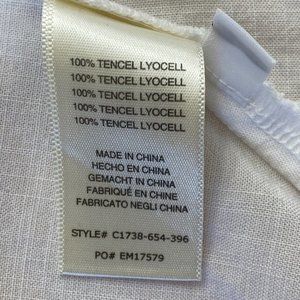 100% TENCEL LYOCELL
100% TENCEL LYOCELL
100% TENCEL LYOCELL
100% TENCEL LYOCELL
100% TENCEL LYOCELL
MADE IN CHINA
HECHO EN CHINA
GEMACHT IN CHINA
FABRIQUÉ EN CHINE
FABRICATO NEGLI CHINA
STYLE# C1738-654-396
PO# EM17579